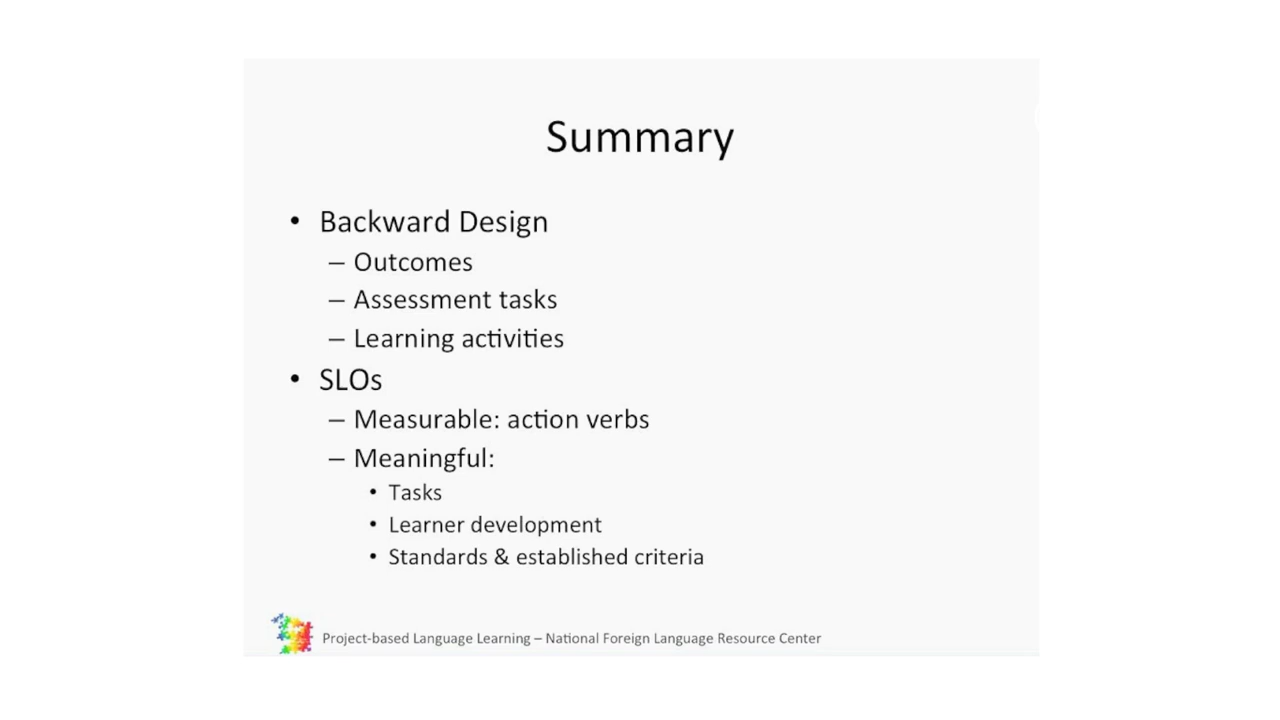 Summary
• Backward Design
– Outcomes
– Assessment tasks
– Learning activities
• SLOs
– Measurable: action verbs
– Meaningful:
• Tasks
• Learner development
• Standards & established criteria
Project-based Language Learning – National Foreign Language Resource Center